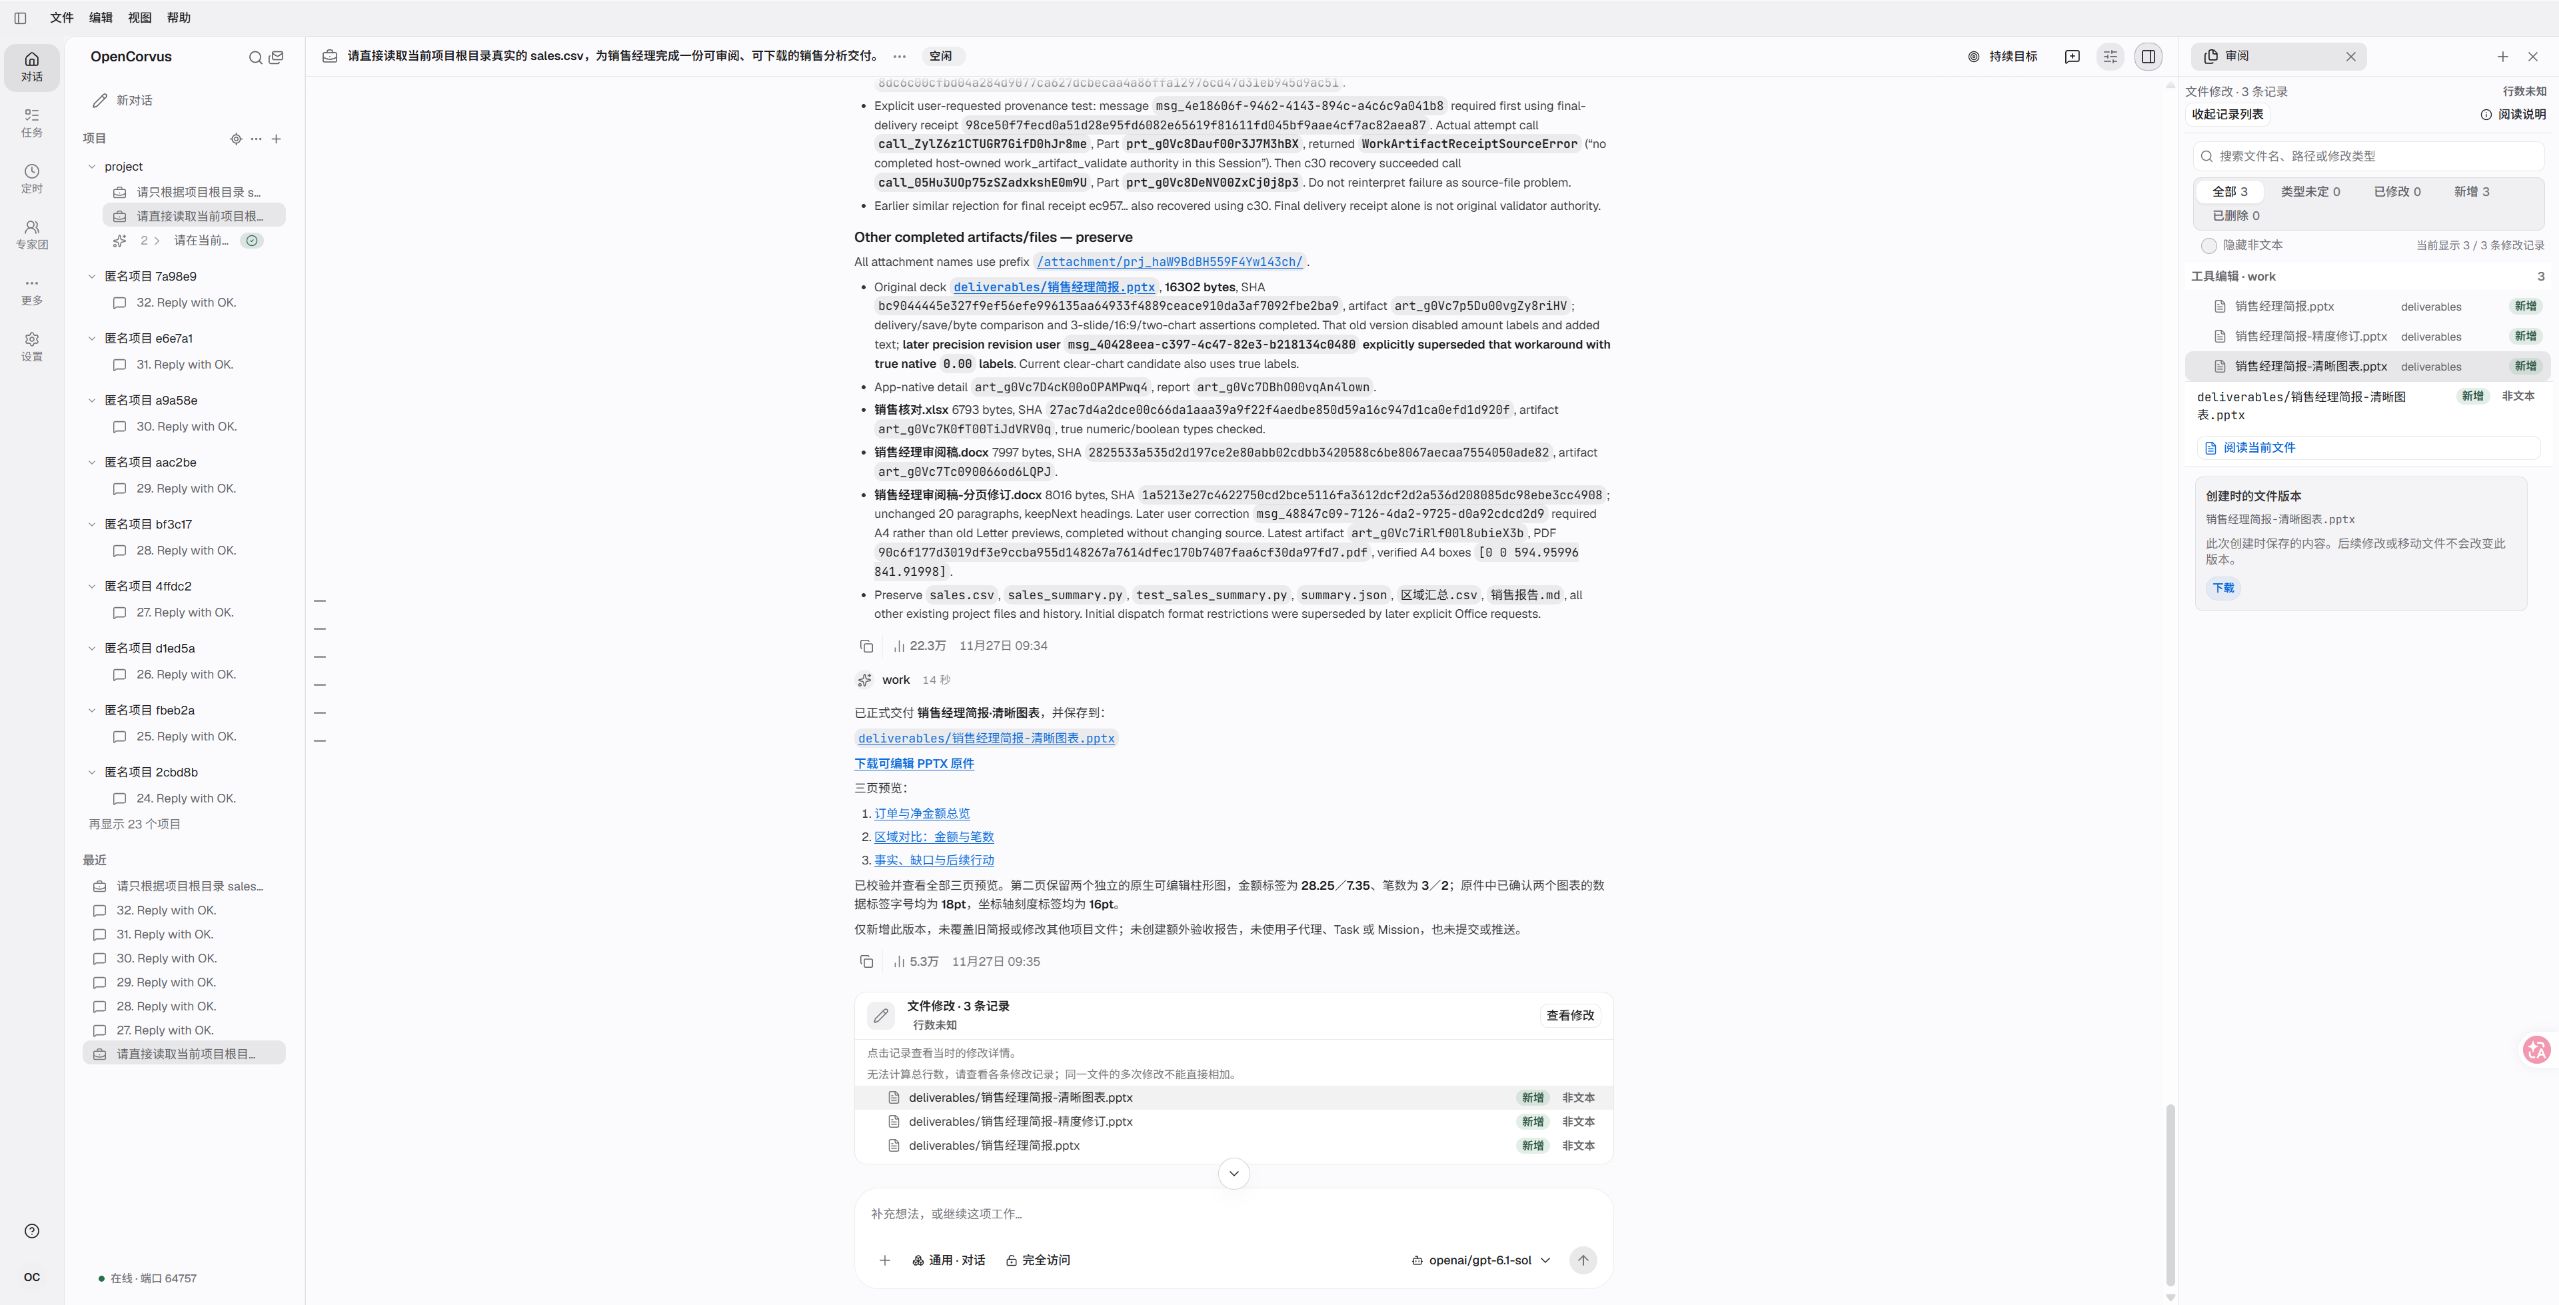 文件 编辑 视图 帮助
对话
任务
定时
专家团
更多
设置
OC
OpenCorvus
新对话
项目
project
请只根据项目根目录 s...
请直接读取当前项目根...
2 请在当前...
匿名项目 7a98e9
32. Reply with OK.
匿名项目 e6e7a1
31. Reply with OK.
匿名项目 a9a58e
30. Reply with OK.
匿名项目 aac2be
29. Reply with OK.
匿名项目 bf3c17
28. Reply with OK.
匿名项目 4ffdc2
27. Reply with OK.
匿名项目 d1ed5a
26. Reply with OK.
匿名项目 fbeb2a
25. Reply with OK.
匿名项目 2cbd8b
24. Reply with OK.
再显示 23 个项目
最近
请只根据项目根目录 sales...
32. Reply with OK.
31. Reply with OK.
30. Reply with OK.
29. Reply with OK.
28. Reply with OK.
27. Reply with OK.
请直接读取当前项目根目...
在线 · 端口 64757
请直接读取当前项目根目录真实的 sales.csv，为销售经理完成一份可审阅、可下载的销售分析交付。 ... 空闲
持续目标
8dc6c00cfbd04a284d9077ca627dcbecaa4a86ffa12976cd47d31eb945d9ac51 .
• Explicit user-requested provenance test: message msg_4e18606f-9462-4143-894c-a4c6c9a041b8 required first using final-
delivery receipt 98ce50f7fecd0a51d28e95fd6082e65619f81611fd045bf9aae4cf7ac82aea87 . Actual attempt call
call_ZylZ6z1CTUGR7GifD0hJr8me , Part prt_g0Vc8Dauf00r3J7M3hBX , returned WorkArtifactReceiptSourceError (“no
completed host-owned work_artifact_validate authority in this Session”). Then c30 recovery succeeded call
call_05Hu3UOp75zSZadxkshE0m9U , Part prt_g0Vc8DeNV00ZxCj0j8p3 . Do not reinterpret failure as source-file problem.
• Earlier similar rejection for final receipt ec957... also recovered using c30. Final delivery receipt alone is not original validator authority.
Other completed artifacts/files — preserve
All attachment names use prefix /attachment/prj_haW9BdBH559F4Yw143ch/ .
• Original deck deliverables/销售经理简报.pptx , 16302 bytes, SHA
bc9044445e327f9ef56efe996135aa64933f4889ceace910da3af7092fbe2ba9 , artifact art_g0Vc7p5Du00vgZy8riHV ;
delivery/save/byte comparison and 3-slide/16:9/two-chart assertions completed. That old version disabled amount labels and added
text; later precision revision user msg_40428eea-c397-4c47-82e3-b218134c0480 explicitly superseded that workaround with
true native 0.00 labels. Current clear-chart candidate also uses true labels.
• App-native detail art_g0Vc7D4cK00oOPAMPwq4 , report art_g0Vc7DBhO00vqAn4lown .
• 销售核对.xlsx 6793 bytes, SHA 27ac7d4a2dce00c66da1aaa39a9f22f4aedbe850d59a16c947d1ca0efd1d920f , artifact
art_g0Vc7K0fT00TiJdVRV0q , true numeric/boolean types checked.
• 销售经理审阅稿.docx 7997 bytes, SHA 2825533a535d2d197ce2e80abb02cdbb3420588c6be8067aecaa7554050ade82 , artifact
art_g0Vc7Tc090066od6LQPJ .
• 销售经理审阅稿-分页修订.docx 8016 bytes, SHA 1a5213e27c4622750cd2bce5116fa3612dcf2d2a536d208085dc98ebe3cc4908 ;
unchanged 20 paragraphs, keepNext headings. Later user correction msg_48847c09-7126-4da2-9725-d0a92cdcd2d9 required
A4 rather than old Letter previews, completed without changing source. Latest artifact art_g0Vc7iRlf00l8ubieX3b , PDF
90c6f177d3019df3e9ccba955d148267a7614dfec170b7407faa6cf30da97fd7.pdf , verified A4 boxes [0 0 594.95996
841.91998] .
• Preserve sales.csv , sales_summary.py , test_sales_summary.py , summary.json , 区域汇总.csv , 销售报告.md , all
other existing project files and history. Initial dispatch format restrictions were superseded by later explicit Office requests.
22.3万 11月27日 09:34
work 14 秒
已正式交付 销售经理简报·清晰图表，并保存到：
deliverables/销售经理简报-清晰图表.pptx
下载可编辑 PPTX 原件
三页预览：
1. 订单与净金额总览
2. 区域对比：金额与笔数
3. 事实、缺口与后续行动
已校验并查看全部三页预览。第二页保留两个独立的原生可编辑柱形图，金额标签为 28.25／7.35、笔数为 3／2；原件中已确认两个图表的数
据标签字号均为 18pt，坐标轴刻度标签均为 16pt。
仅新增此版本，未覆盖旧简报或修改其他项目文件；未创建额外验收报告，未使用子代理、Task 或 Mission，也未提交或推送。
5.3万 11月27日 09:35
文件修改 · 3 条记录
行数未知
查看修改
点击记录查看当时的修改详情。
无法计算总行数，请查看各条修改记录；同一文件的多次修改不能直接相加。
deliverables/销售经理简报-清晰图表.pptx 新增 非文本
deliverables/销售经理简报-精度修订.pptx 新增 非文本
deliverables/销售经理简报.pptx 新增 非文本
补充想法，或继续这项工作...
通用 · 对话 完全访问 openai/gpt-6.1-sol
审阅
文件修改 · 3 条记录 行数未知
收起记录列表 阅读说明
搜索文件名、路径或修改类型
全部 3 类型未定 0 已修改 0 新增 3
已删除 0
隐藏非文本 当前显示 3 / 3 条修改记录
工具编辑 · work 3
销售经理简报.pptx deliverables 新增
销售经理简报-精度修订.pptx deliverables 新增
销售经理简报-清晰图表.pptx deliverables 新增
deliverables/销售经理简报-清晰图 新增 非文本
表.pptx
阅读当前文件
创建时的文件版本
销售经理简报-清晰图表.pptx
此次创建时保存的内容。后续修改或移动文件不会改变此
版本。
下载